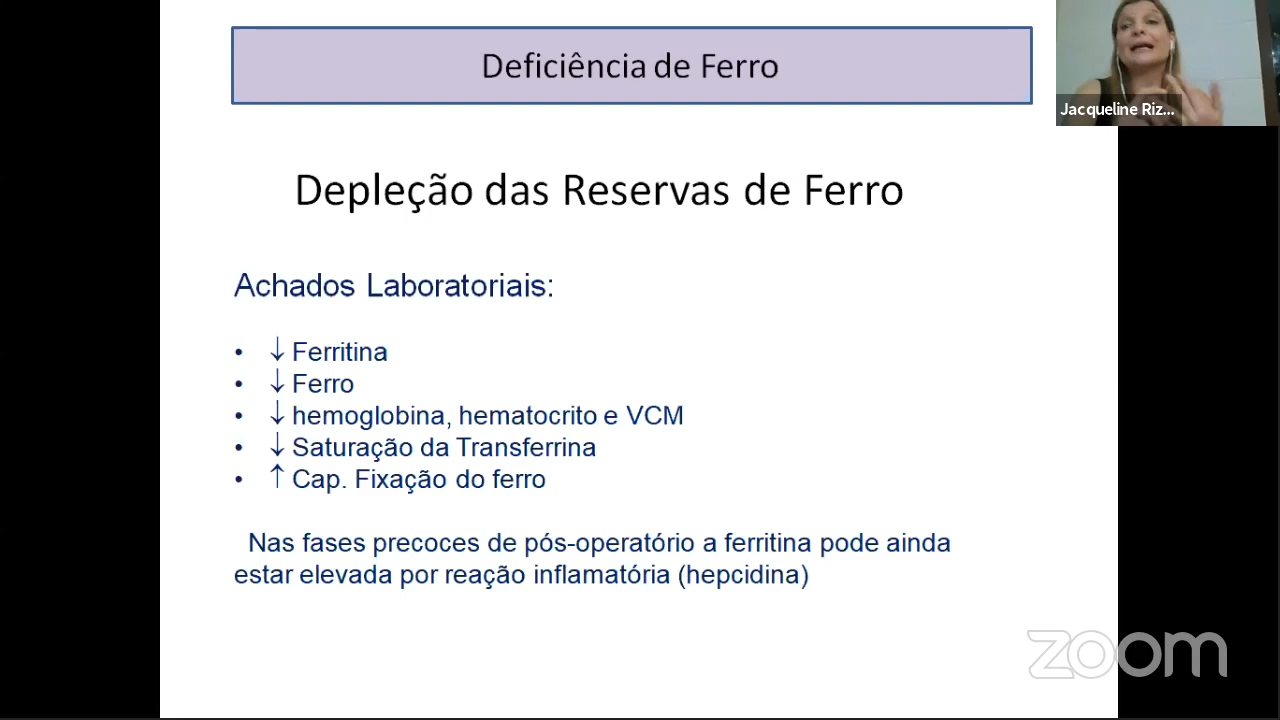 Deficiência de Ferro
Jacqueline Riz...
Depleção das Reservas de Ferro
Achados Laboratoriais:
• ↓ Ferritina
• ↓ Ferro
• ↓ hemoglobina, hematocrito e VCM
• ↓ Saturação da Transferrina
• ↑ Cap. Fixação do ferro
Nas fases precoces de pós-operatório a ferritina pode ainda
estar elevada por reação inflamatória (hepcidina)
zoom